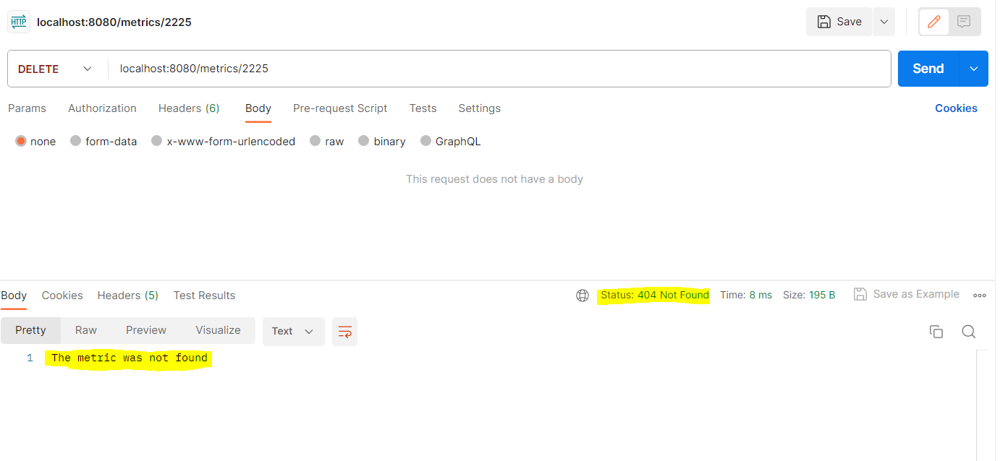 HTTP localhost:8080/metrics/2225 Save
DELETE localhost:8080/metrics/2225 Send
Params Authorization Headers (6) Body Pre-request Script Tests Settings Cookies
none form-data x-www-form-urlencoded raw binary GraphQL
This request does not have a body
Body Cookies Headers (5) Test Results Status: 404 Not Found Time: 8 ms Size: 195 B Save as Example
Pretty Raw Preview Visualize Text
1 The metric was not found